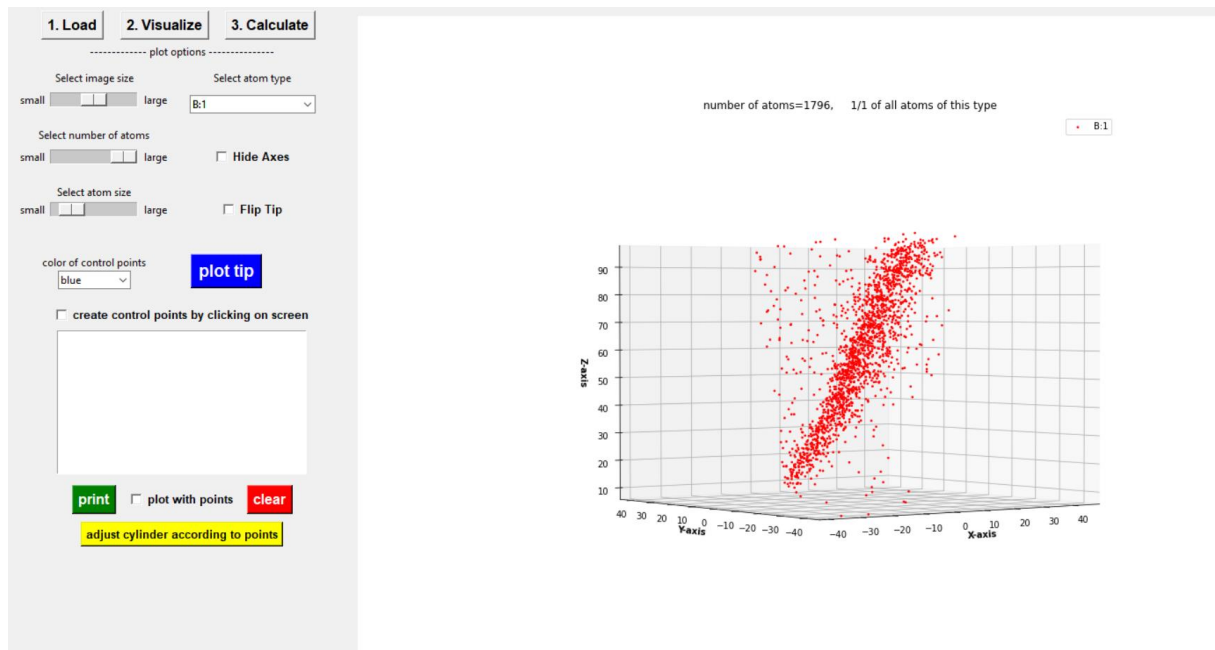 1. Load 2. Visualize 3. Calculate
------------- plot options ---------------
Select image size Select atom type
small large B:1
Select number of atoms
small large Hide Axes
Select atom size
small large Flip Tip
color of control points
blue plot tip
create control points by clicking on screen
print plot with points clear
adjust cylinder according to points
number of atoms=1796, 1/1 of all atoms of this type
B:1
90
80
70
60
50
40
30
20
10
Z-axis
40 30 20 10 0 −10 −20 −30 −40
Y-axis
−40 −30 −20 −10 0 10 20 30 40
X-axis